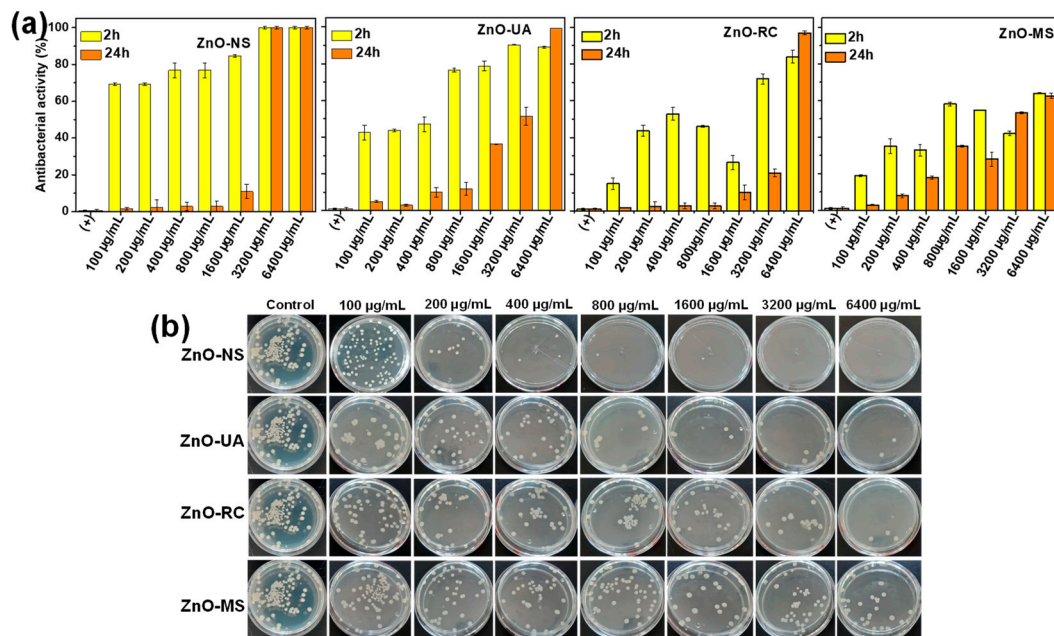 (a)
Antibacterial activity (%)
100
80
60
40
20
0
2h
24h
ZnO-NS
(+)
100 µg/mL
200 µg/mL
400 µg/mL
800 µg/mL
1600 µg/mL
3200 µg/mL
6400 µg/mL
2h
24h
ZnO-UA
(+)
100 µg/mL
200 µg/mL
400 µg/mL
800 µg/mL
1600 µg/mL
3200 µg/mL
6400 µg/mL
2h
24h
ZnO-RC
(+)
100 µg/mL
200 µg/mL
400 µg/mL
800µg/mL
1600 µg/mL
3200 µg/mL
6400 µg/mL
2h
24h
ZnO-MS
(+)
100 µg/mL
200 µg/mL
400 µg/mL
800µg/mL
1600 µg/mL
3200 µg/mL
6400 µg/mL
(b)
Control 100 µg/mL 200 µg/mL 400 µg/mL 800 µg/mL 1600 µg/mL 3200 µg/mL 6400 µg/mL
ZnO-NS
ZnO-UA
ZnO-RC
ZnO-MS